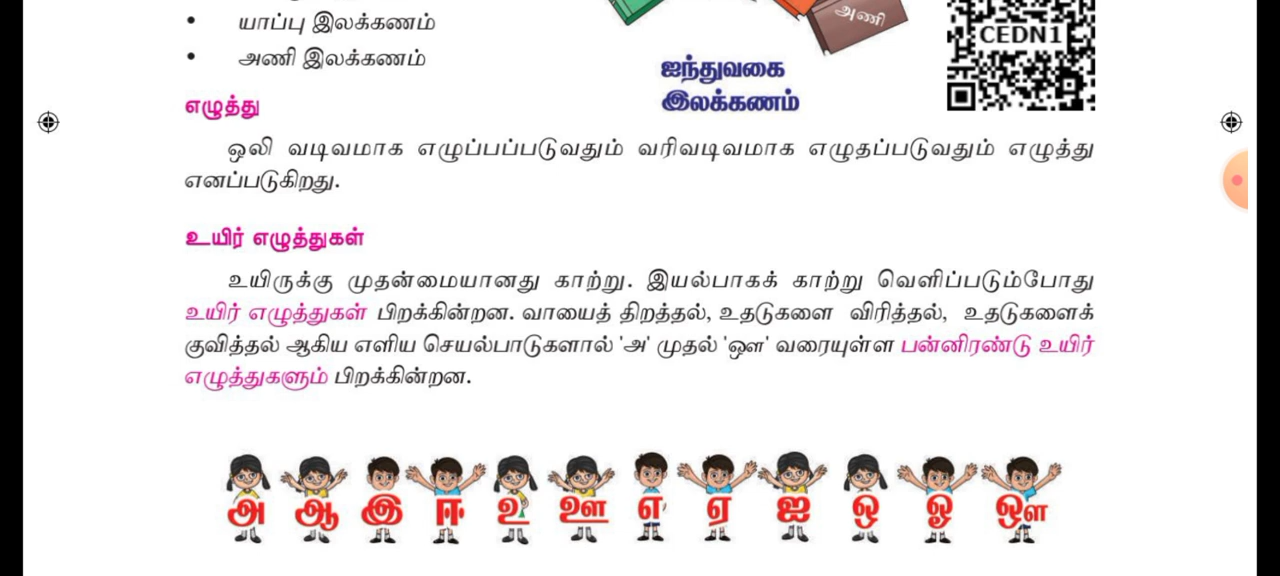 • யாப்பு இலக்கணம்
• அணி இலக்கணம்
அணி
CEDN1
ஐந்துவகை
இலக்கணம்
எழுத்து
ஒலி வடிவமாக எழுப்பப்படுவதும் வரிவடிவமாக எழுதப்படுவதும் எழுத்து
எனப்படுகிறது.
உயிர் எழுத்துகள்
உயிருக்கு முதன்மையானது காற்று. இயல்பாகக் காற்று வெளிப்படும்போது
உயிர் எழுத்துகள் பிறக்கின்றன. வாயைத் திறத்தல், உதடுகளை விரித்தல், உதடுகளைக்
குவித்தல் ஆகிய எளிய செயல்பாடுகளால் 'அ' முதல் 'ஔ' வரையுள்ள பன்னிரண்டு உயிர்
எழுத்துகளும் பிறக்கின்றன.
அ ஆ இ ஈ உ ஊ எ ஏ ஐ ஒ ஓ ஔ